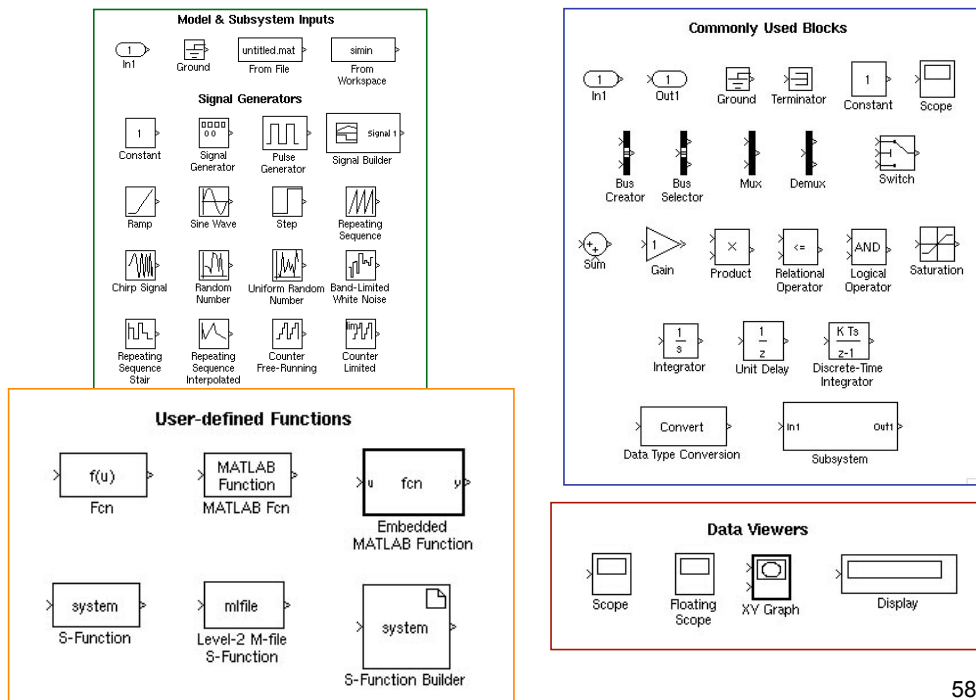 Model & Subsystem Inputs
1
untitled.mat
simin
In1
Ground
From File
From
Workspace
Signal Generators
1
Signal 1
Constant
Signal
Generator
Pulse
Generator
Signal Builder
Ramp
Sine Wave
Step
Repeating
Sequence
Chirp Signal
Random
Number
Uniform Random
Number
Band-Limited
White Noise
lim
Repeating
Sequence
Stair
Repeating
Sequence
Interpolated
Counter
Free-Running
Counter
Limited
User-defined Functions
f(u)
MATLAB
Function
u fcn y
Fcn
MATLAB Fcn
Embedded
MATLAB Function
system
mlfile
system
S-Function
Level-2 M-file
S-Function
S-Function Builder
Commonly Used Blocks
1
1
1
In1
Out1
Ground
Terminator
Constant
Scope
Bus
Creator
Bus
Selector
Mux
Demux
Switch
+
+
1
×
<=
AND
Sum
Gain
Product
Relational
Operator
Logical
Operator
Saturation
1
s
1
z
K Ts
z-1
Integrator
Unit Delay
Discrete-Time
Integrator
Convert
In1 Out1
Data Type Conversion
Subsystem
Data Viewers
Scope
Floating
Scope
XY Graph
Display
58